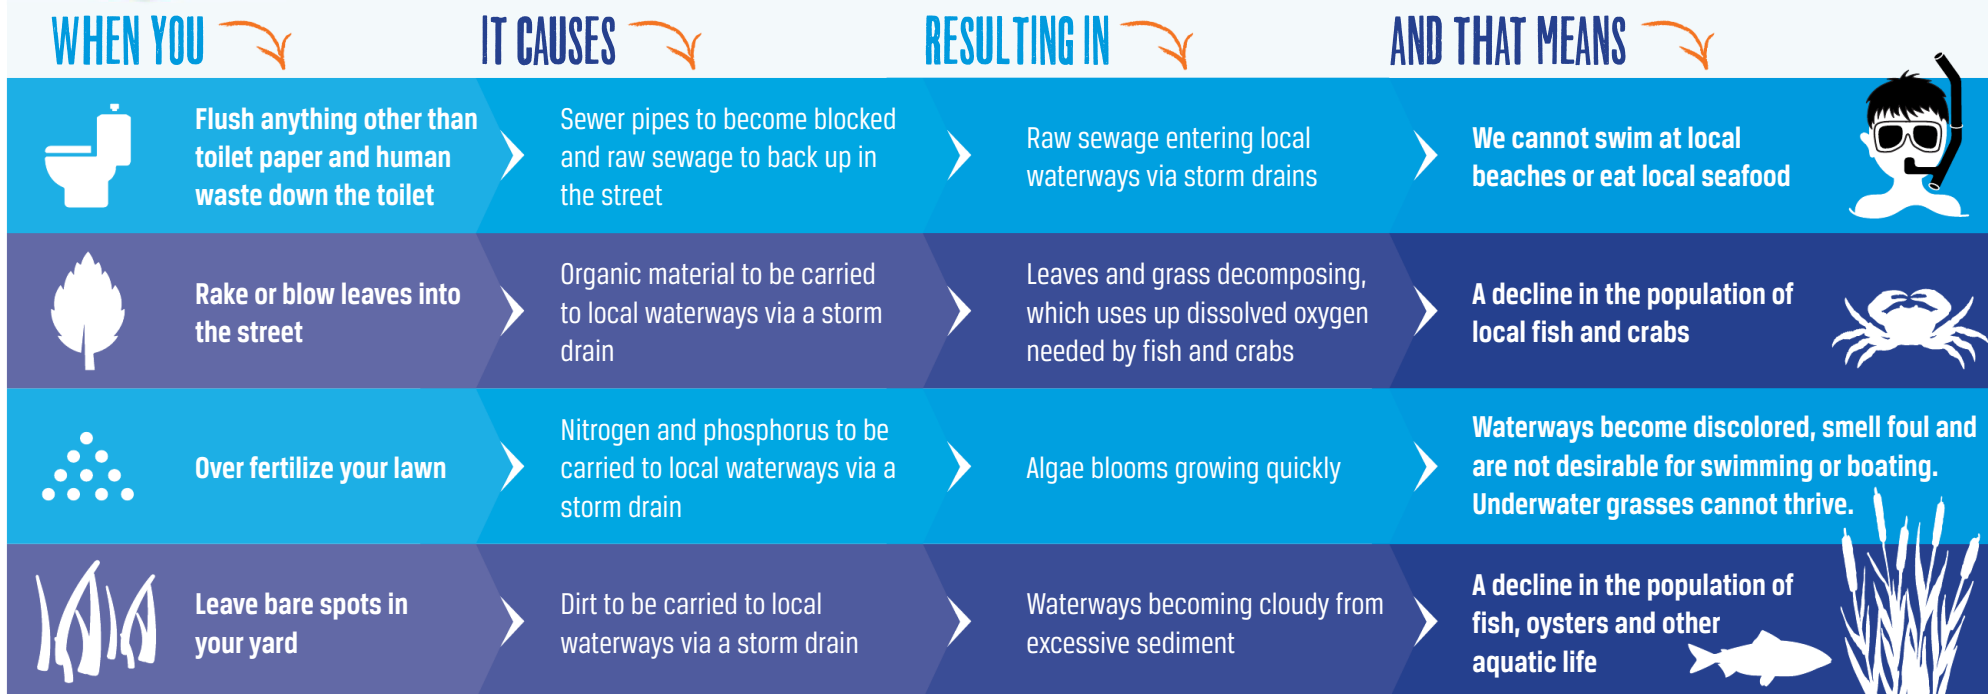 WHEN YOU
IT CAUSES
RESULTING IN
AND THAT MEANS
Flush anything other than
toilet paper and human
waste down the toilet
Sewer pipes to become blocked
and raw sewage to back up in
the street
Raw sewage entering local
waterways via storm drains
We cannot swim at local
beaches or eat local seafood
Rake or blow leaves into
the street
Organic material to be carried
to local waterways via a storm
drain
Leaves and grass decomposing,
which uses up dissolved oxygen
needed by fish and crabs
A decline in the population of
local fish and crabs
Over fertilize your lawn
Nitrogen and phosphorus to be
carried to local waterways via a
storm drain
Algae blooms growing quickly
Waterways become discolored, smell foul and
are not desirable for swimming or boating.
Underwater grasses cannot thrive.
Leave bare spots in
your yard
Dirt to be carried to local
waterways via a storm drain
Waterways becoming cloudy from
excessive sediment
A decline in the population of
fish, oysters and other
aquatic life